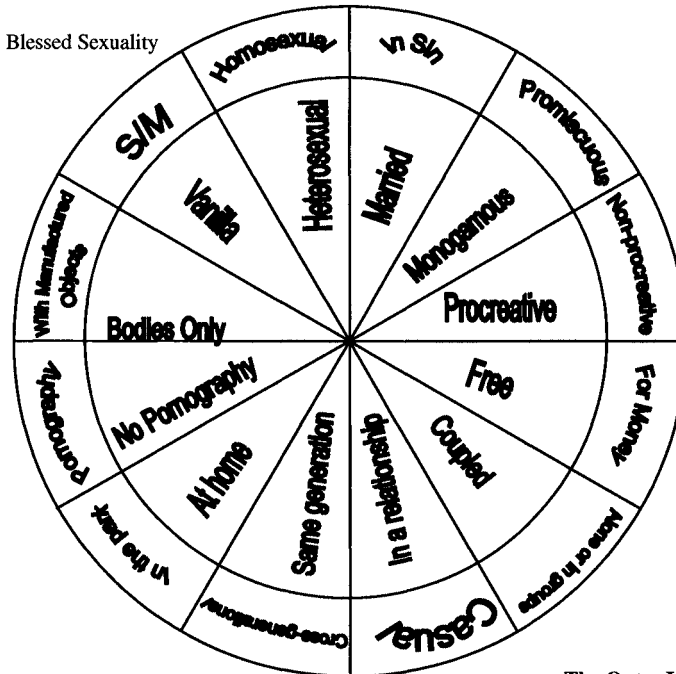 Blessed Sexuality
Homosexual
In Sin
Promiscuous
Non-procreative
For Money
Alone or in groups
Casual
Cross-generational
In the park
Pornography
With Manufactured
Objects
S/M
Heterosexual
Married
Monogamous
Procreative
Free
Coupled
In a relationship
Same generation
At home
No Pornography
Bodies Only
Vanilla